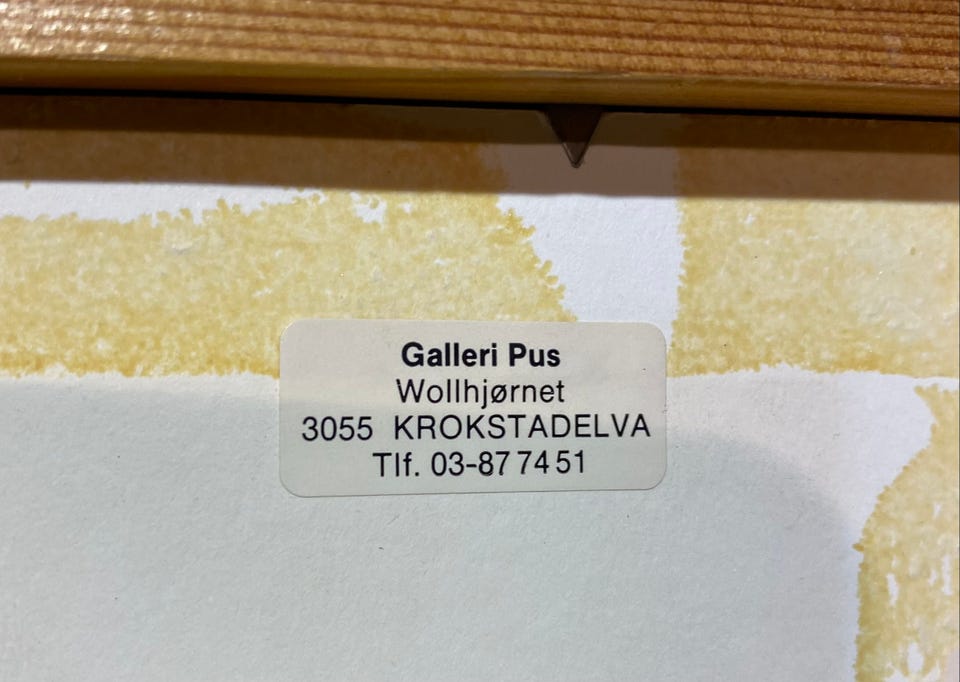 Galleri Pus
Wollhjørnet
3055 KROKSTADELVA
Tlf. 03-87 74 51